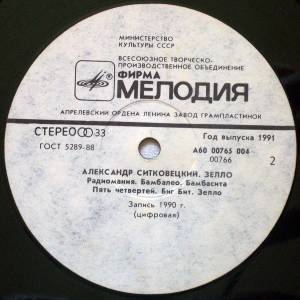 МИНИСТЕРСТВО
КУЛЬТУРЫ СССР
ВСЕСОЮЗНОЕ ТВОРЧЕСКО-
ПРОИЗВОДСТВЕННОЕ ОБЪЕДИНЕНИЕ
ФИРМА
МЕЛОДИЯ
АПРЕЛЕВСКИЙ ОРДЕНА ЛЕНИНА ЗАВОД ГРАМПЛАСТИНОК
СТЕРЕО 33
Год выпуска 1991
ГОСТ 5289-88
А60 00765 004
00766
2
АЛЕКСАНДР СИТКОВЕЦКИЙ. ЗЕЛЛО
Радиомания. Бамбалео. Бамбасита
Пять четвертей. Биг Бит. Зелло
Запись 1990 г.
(цифровая)